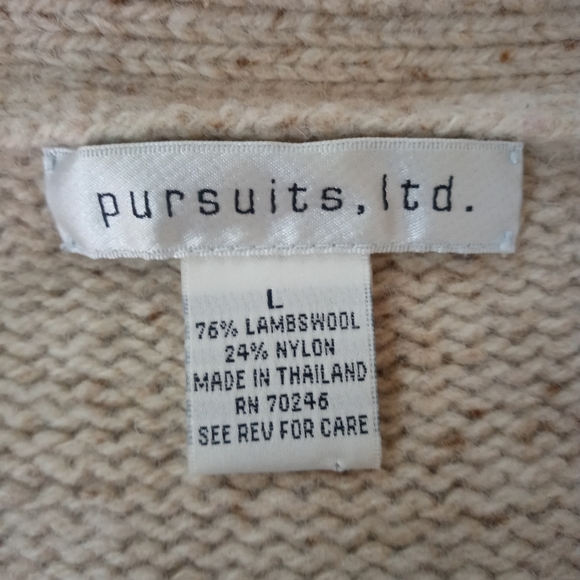 pursuits, ltd.
L
76% LAMBSWOOL
24% NYLON
MADE IN THAILAND
RN 70246
SEE REV FOR CARE